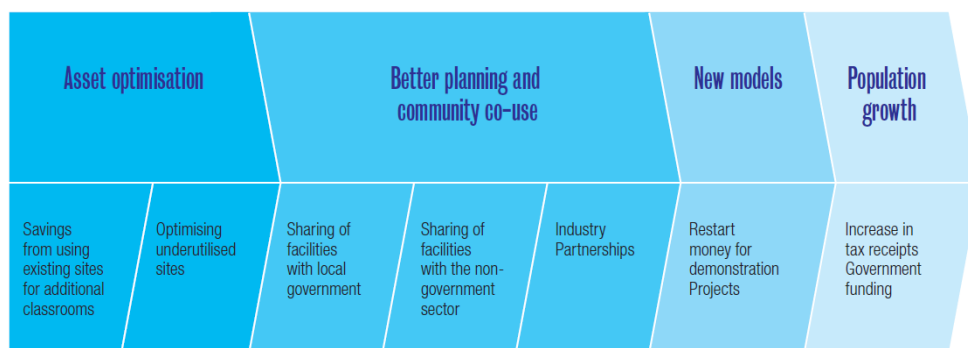 Asset optimisation
Better planning and
community co-use
New models
Population
growth
Savings
from using
existing sites
for additional
classrooms
Optimising
underutilised
sites
Sharing of
facilities
with local
government
Sharing of
facilities
with the non-
government
sector
Industry
Partnerships
Restart
money for
demonstration
Projects
Increase in
tax receipts
Government
funding